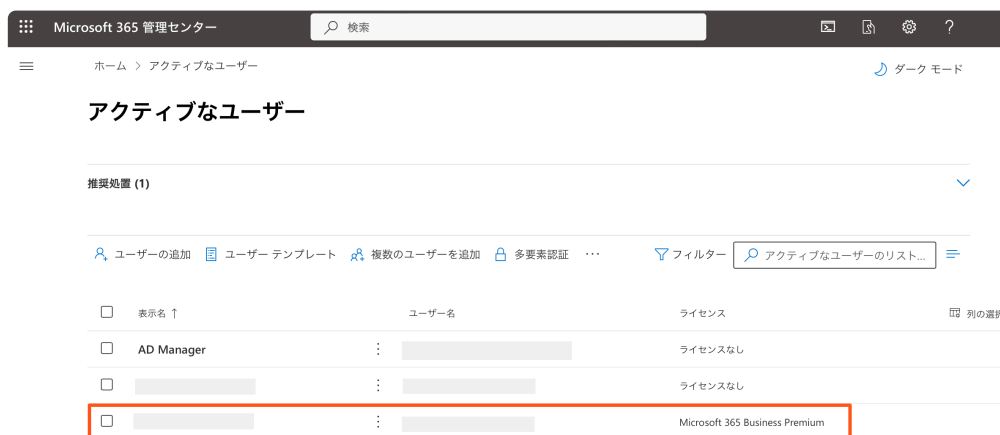 Microsoft 365 管理センター 検索 ?
ホーム > アクティブなユーザー ダーク モード
アクティブなユーザー
推奨処置 (1)
ユーザーの追加 ユーザー テンプレート 複数のユーザーを追加 多要素認証 … フィルター アクティブなユーザーのリスト...
表示名 ↑ ユーザー名 ライセンス 列の選択
AD Manager ライセンスなし
ライセンスなし
Microsoft 365 Business Premium